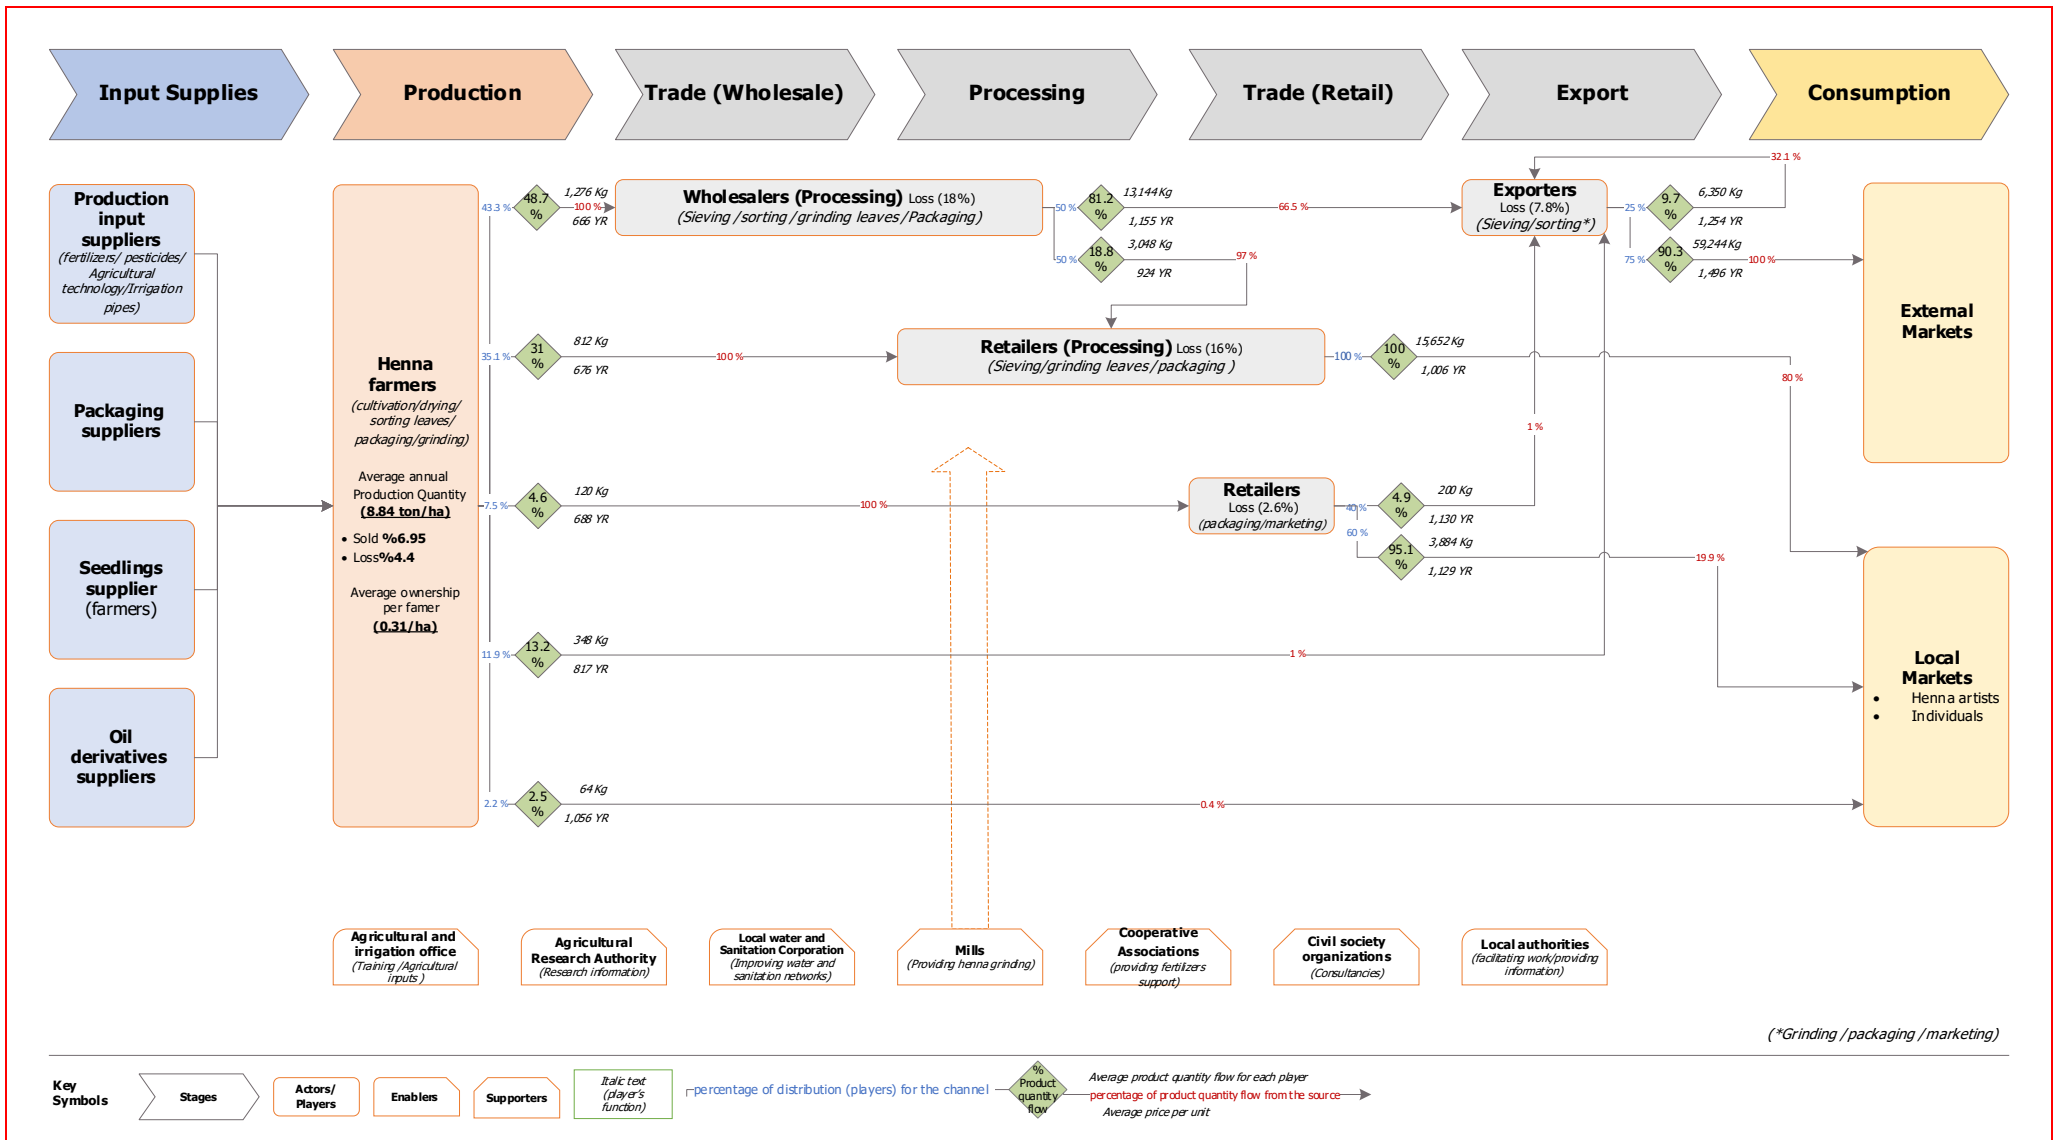 Input Supplies
Production
Trade (Wholesale)
Processing
Trade (Retail)
Export
Consumption
Production
input
suppliers
(fertilizers/ pesticides/
Agricultural
technology/Irrigation
pipes)
Packaging
suppliers
Seedlings
supplier
(farmers)
Oil
derivatives
suppliers
Henna
farmers
(cultivation/drying/
sorting leaves/
packaging/grinding)
Average annual
Production Quantity
(8.84 ton/ha)
• Sold %6.95
• Loss%4.4
Average ownership
per famer
(0.31/ha)
43.3 %
48.7
%
1,276 Kg
100 %
666 YR
Wholesalers (Processing) Loss (18%)
(Sieving /sorting /grinding leaves /Packaging)
50 %
81.2
%
13,144 Kg
1,155 YR
66.5 %
50 %
18.8
%
3,048 Kg
924 YR
97 %
Exporters
Loss (7.8%)
(Sieving/sorting*)
32.1 %
25 %
9.7
%
6,350 Kg
1,254 YR
75 %
90.3
%
59,244 Kg
1,496 YR
100 %
External
Markets
35.1 %
31
%
812 Kg
676 YR
100 %
Retailers (Processing) Loss (16%)
(Sieving/grinding leaves / packaging )
100 %
100
%
15,652 Kg
1,006 YR
80 %
7.5 %
4.6
%
120 Kg
688 YR
100 %
Retailers
Loss (2.6%)
(packaging/marketing)
40 %
4.9
%
200 Kg
1,130 YR
1 %
60 %
95.1
%
3,884 Kg
1,129 YR
19.9 %
11.9 %
13.2
%
348 Kg
817 YR
1 %
Local
Markets
• Henna artists
• Individuals
2.2 %
2.5
%
64 Kg
1,056 YR
0.4 %
Agricultural and
irrigation office
(Training /Agricultural
inputs )
Agricultural
Research Authority
(Research information)
Local water and
Sanitation Corporation
(Improving water and
sanitation networks)
Mills
(Providing henna grinding)
Cooperative
Associations
(providing fertilizers
support)
Civil society
organizations
(Consultancies)
Local authorities
(facilitating work/providing
information)
(*Grinding / packaging / marketing)
Key
Symbols
Stages
Actors/
Players
Enablers
Supporters
Italic text
(player's
function)
percentage of distribution (players) for the channel
%
Product
quantity
flow
Average product quantity flow for each player
percentage of product quantity flow from the source
Average price per unit